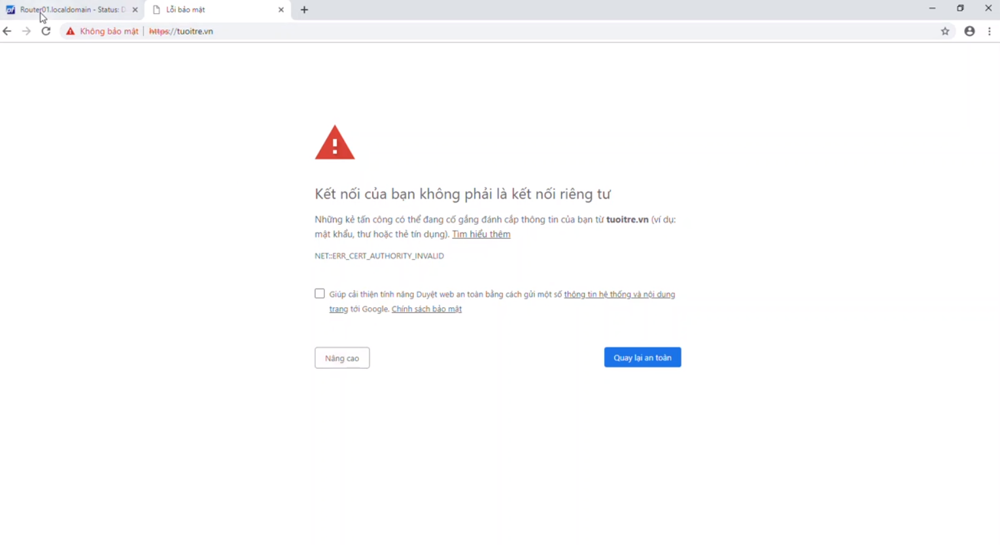 Router01.localdomain - Status: D
Lỗi bảo mật
Không bảo mật
https://tuoitre.vn
Kết nối của bạn không phải là kết nối riêng tư
Những kẻ tấn công có thể đang cố gắng đánh cắp thông tin của bạn từ tuoitre.vn (ví dụ:
mật khẩu, thư hoặc thẻ tín dụng). Tìm hiểu thêm
NET::ERR_CERT_AUTHORITY_INVALID
Giúp cải thiện tính năng Duyệt web an toàn bằng cách gửi một số thông tin hệ thống và nội dung
trang tới Google. Chính sách bảo mật
Nâng cao
Quay lại an toàn